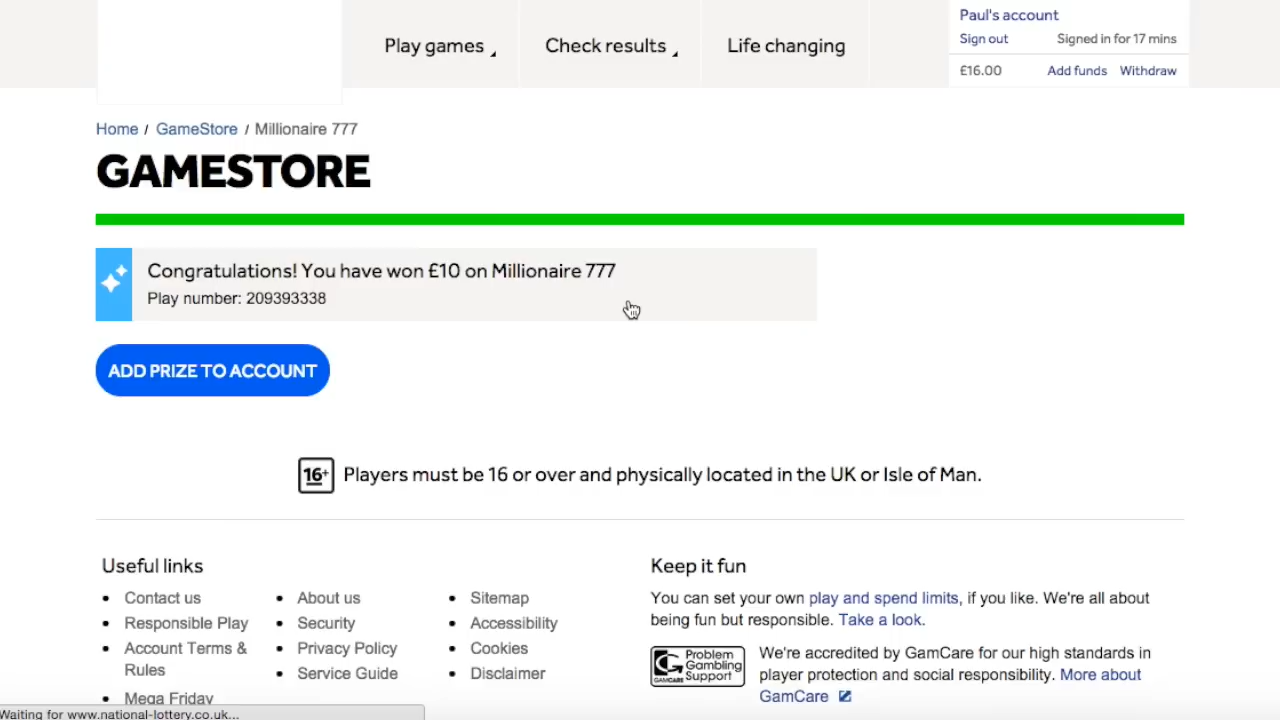 Play games
Check results
Life changing
Paul's account
Sign out
Signed in for 17 mins
£16.00
Add funds
Withdraw
Home / GameStore / Millionaire 777
GAMESTORE
Congratulations! You have won £10 on Millionaire 777
Play number: 209393338
ADD PRIZE TO ACCOUNT
16+ Players must be 16 or over and physically located in the UK or Isle of Man.
Useful links
Contact us
Responsible Play
Account Terms &
Rules
Mega Friday
About us
Security
Privacy Policy
Service Guide
Sitemap
Accessibility
Cookies
Disclaimer
Keep it fun
You can set your own play and spend limits, if you like. We're all about
being fun but responsible. Take a look.
Problem
Gambling
Support
GAMCARE
We're accredited by GamCare for our high standards in
player protection and social responsibility. More about
GamCare
Waiting for www.national-lottery.co.uk...